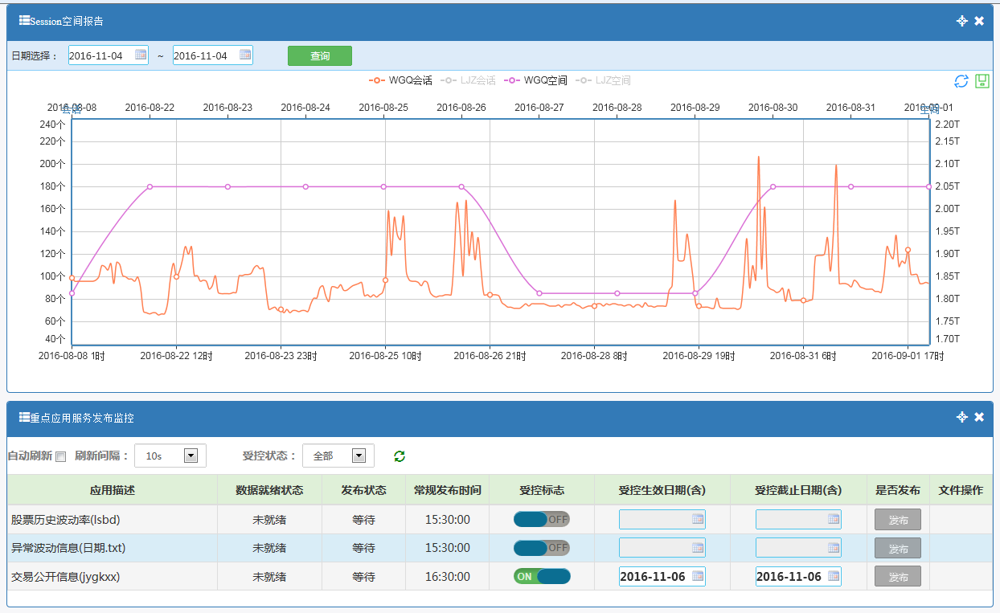 Session空间报告
日期选择： 2016-11-04 ~ 2016-11-04 查询
WGQ会话 LJZ会话 WGQ空间 LJZ空间
2016-08-08 2016-08-22 2016-08-23 2016-08-24 2016-08-25 2016-08-26 2016-08-27 2016-08-28 2016-08-29 2016-08-30 2016-08-31 2016-09-01
会话 空间
240个 2.20T
220个 2.15T
200个 2.10T
180个 2.05T
160个 2.00T
140个 1.95T
120个 1.90T
100个 1.85T
80个 1.80T
60个 1.75T
40个 1.70T
2016-08-08 1时 2016-08-22 12时 2016-08-23 23时 2016-08-25 10时 2016-08-26 21时 2016-08-28 8时 2016-08-29 19时 2016-08-31 6时 2016-09-01 17时
重点应用服务发布监控
自动刷新 刷新间隔： 10s 受控状态： 全部
应用描述 数据就绪状态 发布状态 常规发布时间 受控标志 受控生效日期(含) 受控截止日期(含) 是否发布 文件操作
股票历史波动率(lsbd) 未就绪 等待 15:30:00 OFF 发布
异常波动信息(日期.txt) 未就绪 等待 15:30:00 OFF 发布
交易公开信息(jygkxx) 未就绪 等待 16:30:00 ON 2016-11-06 2016-11-06 发布